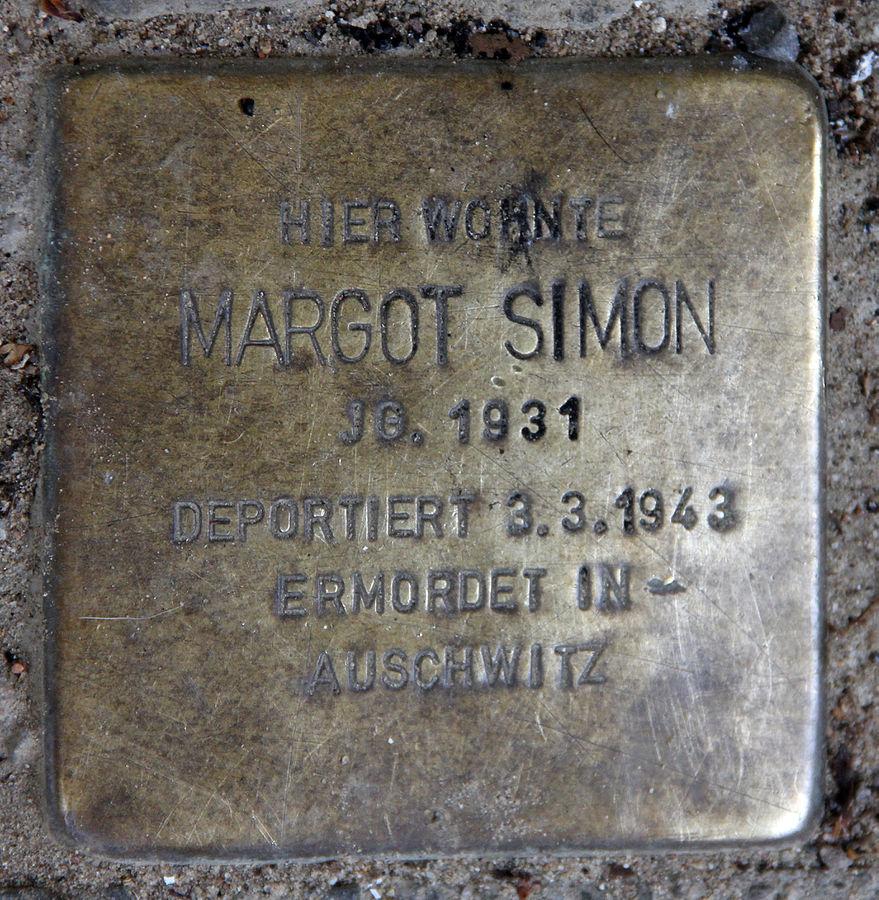 HIER WOHNTE
MARGOT SIMON
JG. 1931
DEPORTIERT 3.3.1943
ERMORDET IN
AUSCHWITZ